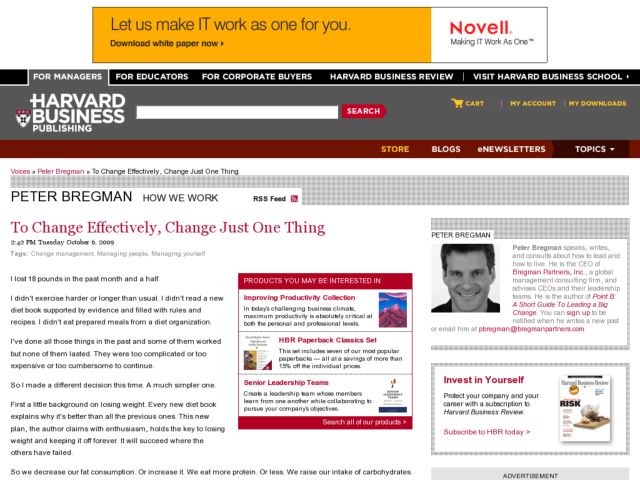 Let us make IT work as one for you.
Download white paper now ▸
Novell®
Making IT Work As One™
FOR MANAGERS FOR EDUCATORS FOR CORPORATE BUYERS HARVARD BUSINESS REVIEW VISIT HARVARD BUSINESS SCHOOL ▸
HARVARD
BUSINESS
PUBLISHING
SEARCH
CART | MY ACCOUNT | MY DOWNLOADS
STORE BLOGS eNEWSLETTERS TOPICS
Voices » Peter Bregman » To Change Effectively, Change Just One Thing
PETER BREGMAN HOW WE WORK RSS Feed
To Change Effectively, Change Just One Thing
2:42 PM Tuesday October 6, 2009
Tags: Change management, Managing people, Managing yourself
I lost 18 pounds in the past month and a half.
I didn't exercise harder or longer than usual. I didn't read a new
diet book supported by evidence and filled with rules and
recipes. I didn't eat prepared meals from a diet organization.
I've done all those things in the past and some of them worked
but none of them lasted. They were too complicated or too
expensive or too cumbersome to continue.
So I made a different decision this time. A much simpler one.
First a little background on losing weight. Every new diet book
explains why it's better than all the previous ones. This new
plan, the author claims with enthusiasm, holds the key to losing
weight and keeping it off forever. It will succeed where the
others have failed.
So we decrease our fat consumption. Or increase it. We eat more protein. Or less. We raise our intake of carbohydrates.
PRODUCTS YOU MAY BE INTERESTED IN
Improving Productivity Collection
In today's challenging business climate,
maximum productivity is absolutely critical at
both the personal and professional levels.
HBR Paperback Classics Set
This set includes seven of our most popular
paperbacks — all at a savings of more than
15% off the individual prices
Senior Leadership Teams
Create a leadership team whose members
learn from one another while collaborating to
pursue your company's objectives.
Search all of our products >
PETER BREGMAN
Peter Bregman speaks, writes,
and consults about how to lead and
how to live. He is the CEO of
Bregman Partners, Inc., a global
management consulting firm, and
advises CEOs and their leadership
teams. He is the author of Point B:
A Short Guide To Leading a Big
Change. You can sign up to be
notified when he writes a new post
or email him at pbregman@bregmanpartners.com.
Invest in Yourself
Protect your company and your
career with a subscription to
Harvard Business Review.
Subscribe to HBR today >
Harvard Business Review
RISK
ADVERTISEMENT